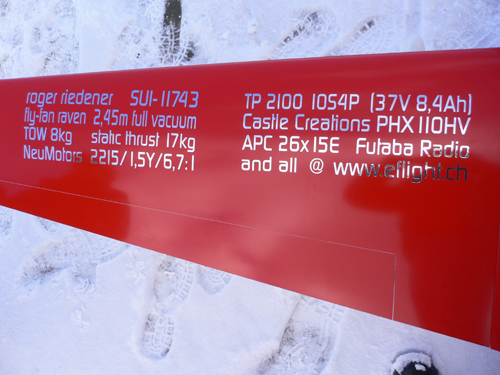 roger riedener SUI-11743
fly-fan raven 2,45m full vacuum
TOW 8kg static thrust 17kg
NeuMotors 2215/1,5Y/6,7:1
TP 2100 10S4P (37V 8,4Ah)
Castle Creations PHX 110HV
APC 26x15E Futaba Radio
and all @ www.eflight.ch